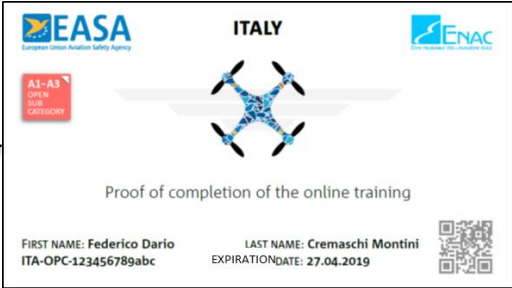 EASA
European Union Aviation Safety Agency
ITALY
ENAC
A1-A3
OPEN
SUB
CATEGORY
Proof of completion of the online training
FIRST NAME: Federico Dario
LAST NAME: Cremaschi Montini
ITA-OPC-123456789abc
EXPIRATIONDATE: 27.04.2019